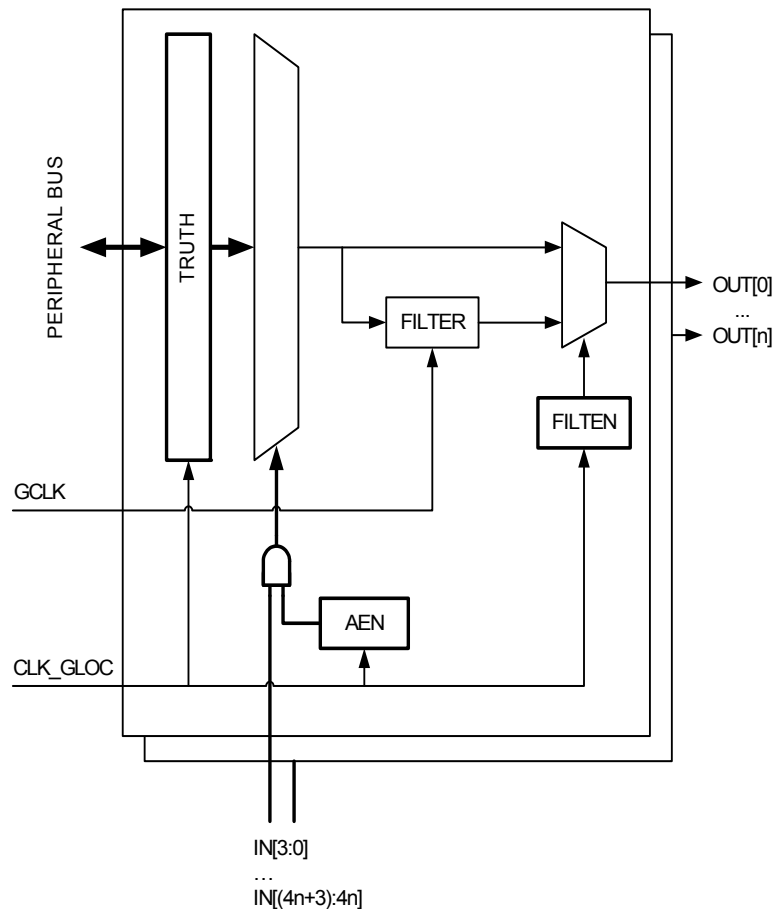 PERIPHERAL BUS
TRUTH
FILTER
OUT[0]
...
OUT[n]
FILTEN
GCLK
AEN
CLK_GLOC
IN[3:0]
...
IN[(4n+3):4n]